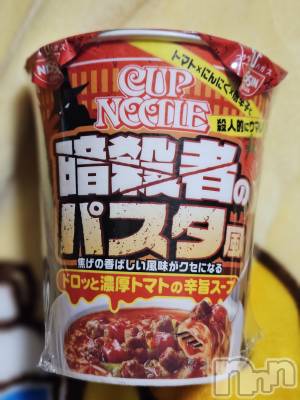 トマト×にんにく×唐辛子で
殺人的にウマい
CUP
NOODLE
暗殺者の
パスタ風
焦げの香ばしい風味がクセになる
ドロッと濃厚トマトの辛旨スープ